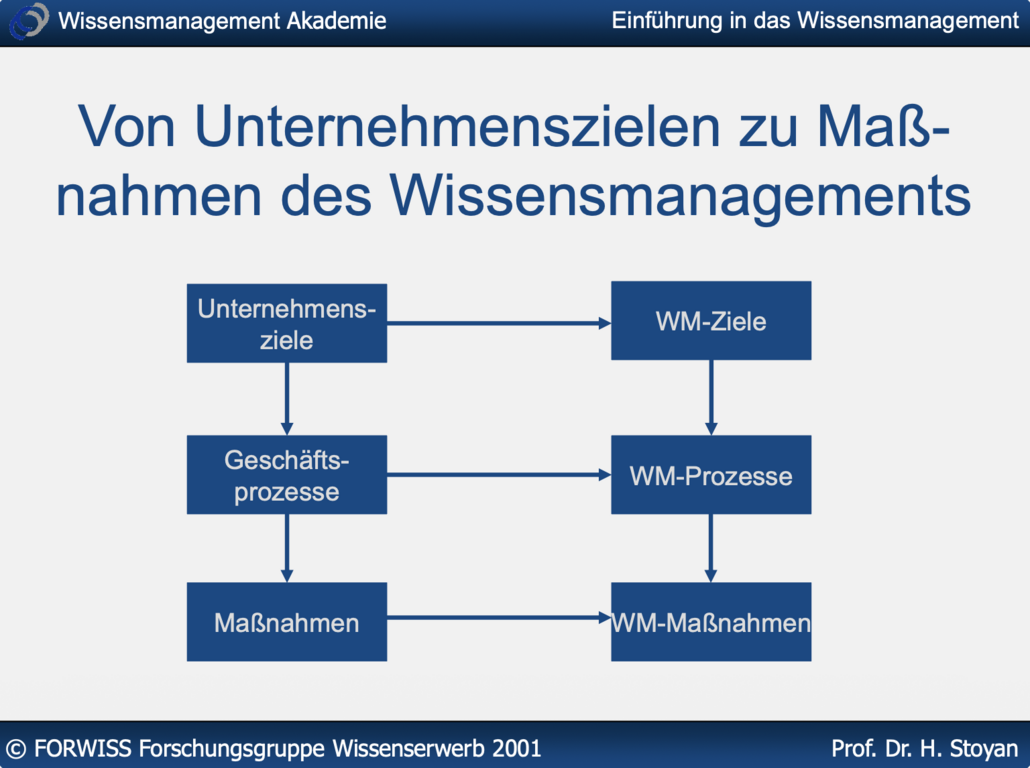 Wissensmanagement Akademie
Einführung in das Wissensmanagement
Von Unternehmenszielen zu Maß-
nahmen des Wissensmanagements
Unternehmens-
ziele
WM-Ziele
Geschäfts-
prozesse
WM-Prozesse
Maßnahmen
WM-Maßnahmen
© FORWISS Forschungsgruppe Wissenserwerb 2001
Prof. Dr. H. Stoyan